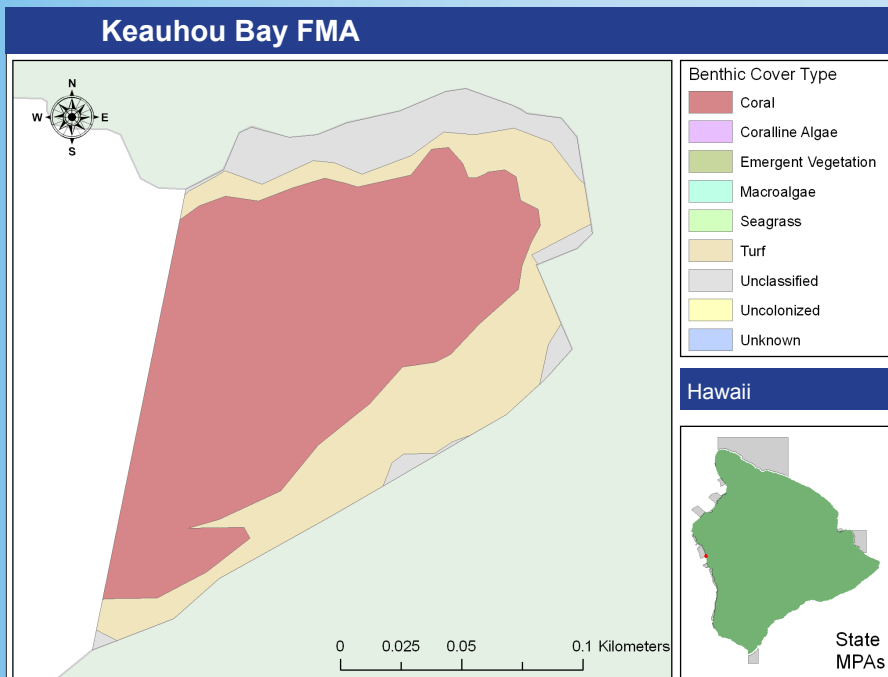 Keauhou Bay FMA
N
W E
S
Benthic Cover Type
Coral
Coralline Algae
Emergent Vegetation
Macroalgae
Seagrass
Turf
Unclassified
Uncolonized
Unknown
Hawaii
0 0.025 0.05 0.1 Kilometers
State
MPAs